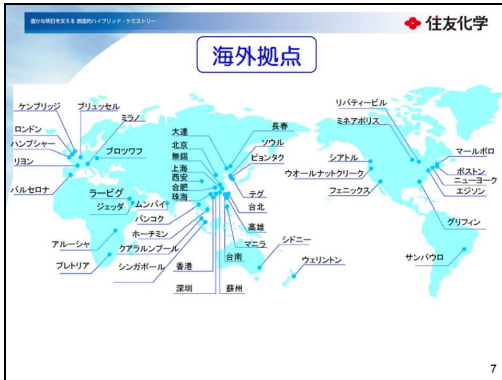 豊かな明日を支える 創造的ハイブリッド・ケミストリー
住友化学
海外拠点
ケンブリッジ
ブリュッセル
ミラノ
ロンドン
ハンプシャー
リヨン
ブロツワフ
バルセロナ
ラービグ
ジェッダ
ムンバイ
バンコク
ホーチミン
クアラルンプール
シンガポール
アルーシャ
プレトリア
大連
北京
無錫
上海
西安
合肥
珠海
長春
ソウル
ピョンタク
テグ
台北
高雄
マニラ
台南
香港
深圳
蘇州
シドニー
ウェリントン
リバティービル
ミネアポリス
シアトル
ウオールナットクリーク
フェニックス
マールボロ
ボストン
ニューヨーク
エジソン
グリフィン
サンパウロ
7